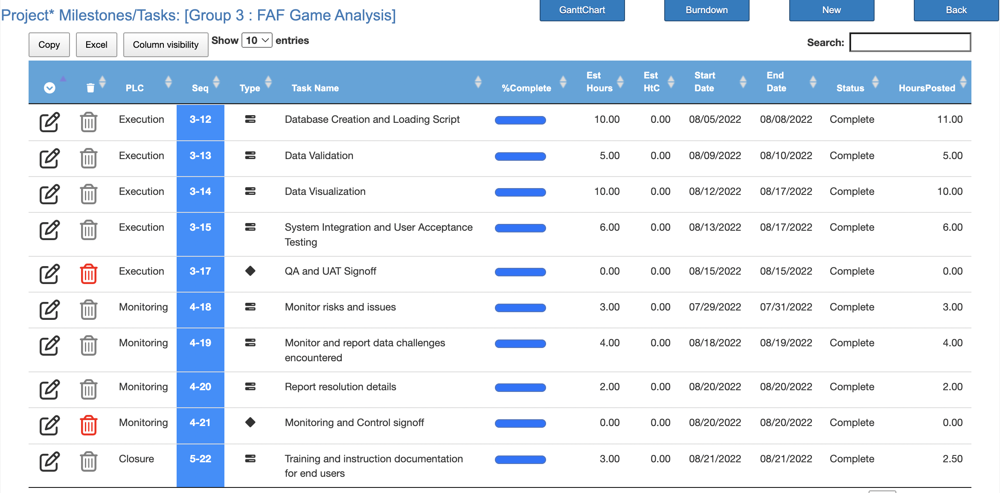 Project* Milestones/Tasks: [Group 3 : FAF Game Analysis]
GanttChart Burndown New Back
Copy Excel Column visibility Show 10 entries Search:
PLC Seq Type Task Name %Complete Est Hours Est HtC Start Date End Date Status HoursPosted
Execution 3-12 Database Creation and Loading Script 10.00 0.00 08/05/2022 08/08/2022 Complete 11.00
Execution 3-13 Data Validation 5.00 0.00 08/09/2022 08/10/2022 Complete 5.00
Execution 3-14 Data Visualization 10.00 0.00 08/12/2022 08/17/2022 Complete 10.00
Execution 3-15 System Integration and User Acceptance 6.00 0.00 08/13/2022 08/17/2022 Complete 6.00
Testing
Execution 3-17 QA and UAT Signoff 0.00 0.00 08/15/2022 08/15/2022 Complete 0.00
Monitoring 4-18 Monitor risks and issues 3.00 0.00 07/29/2022 07/31/2022 Complete 3.00
Monitoring 4-19 Monitor and report data challenges 4.00 0.00 08/18/2022 08/19/2022 Complete 4.00
encountered
Monitoring 4-20 Report resolution details 2.00 0.00 08/20/2022 08/20/2022 Complete 2.00
Monitoring 4-21 Monitoring and Control signoff 0.00 0.00 08/20/2022 08/20/2022 Complete 0.00
Closure 5-22 Training and instruction documentation 3.00 0.00 08/21/2022 08/21/2022 Complete 2.50
for end users